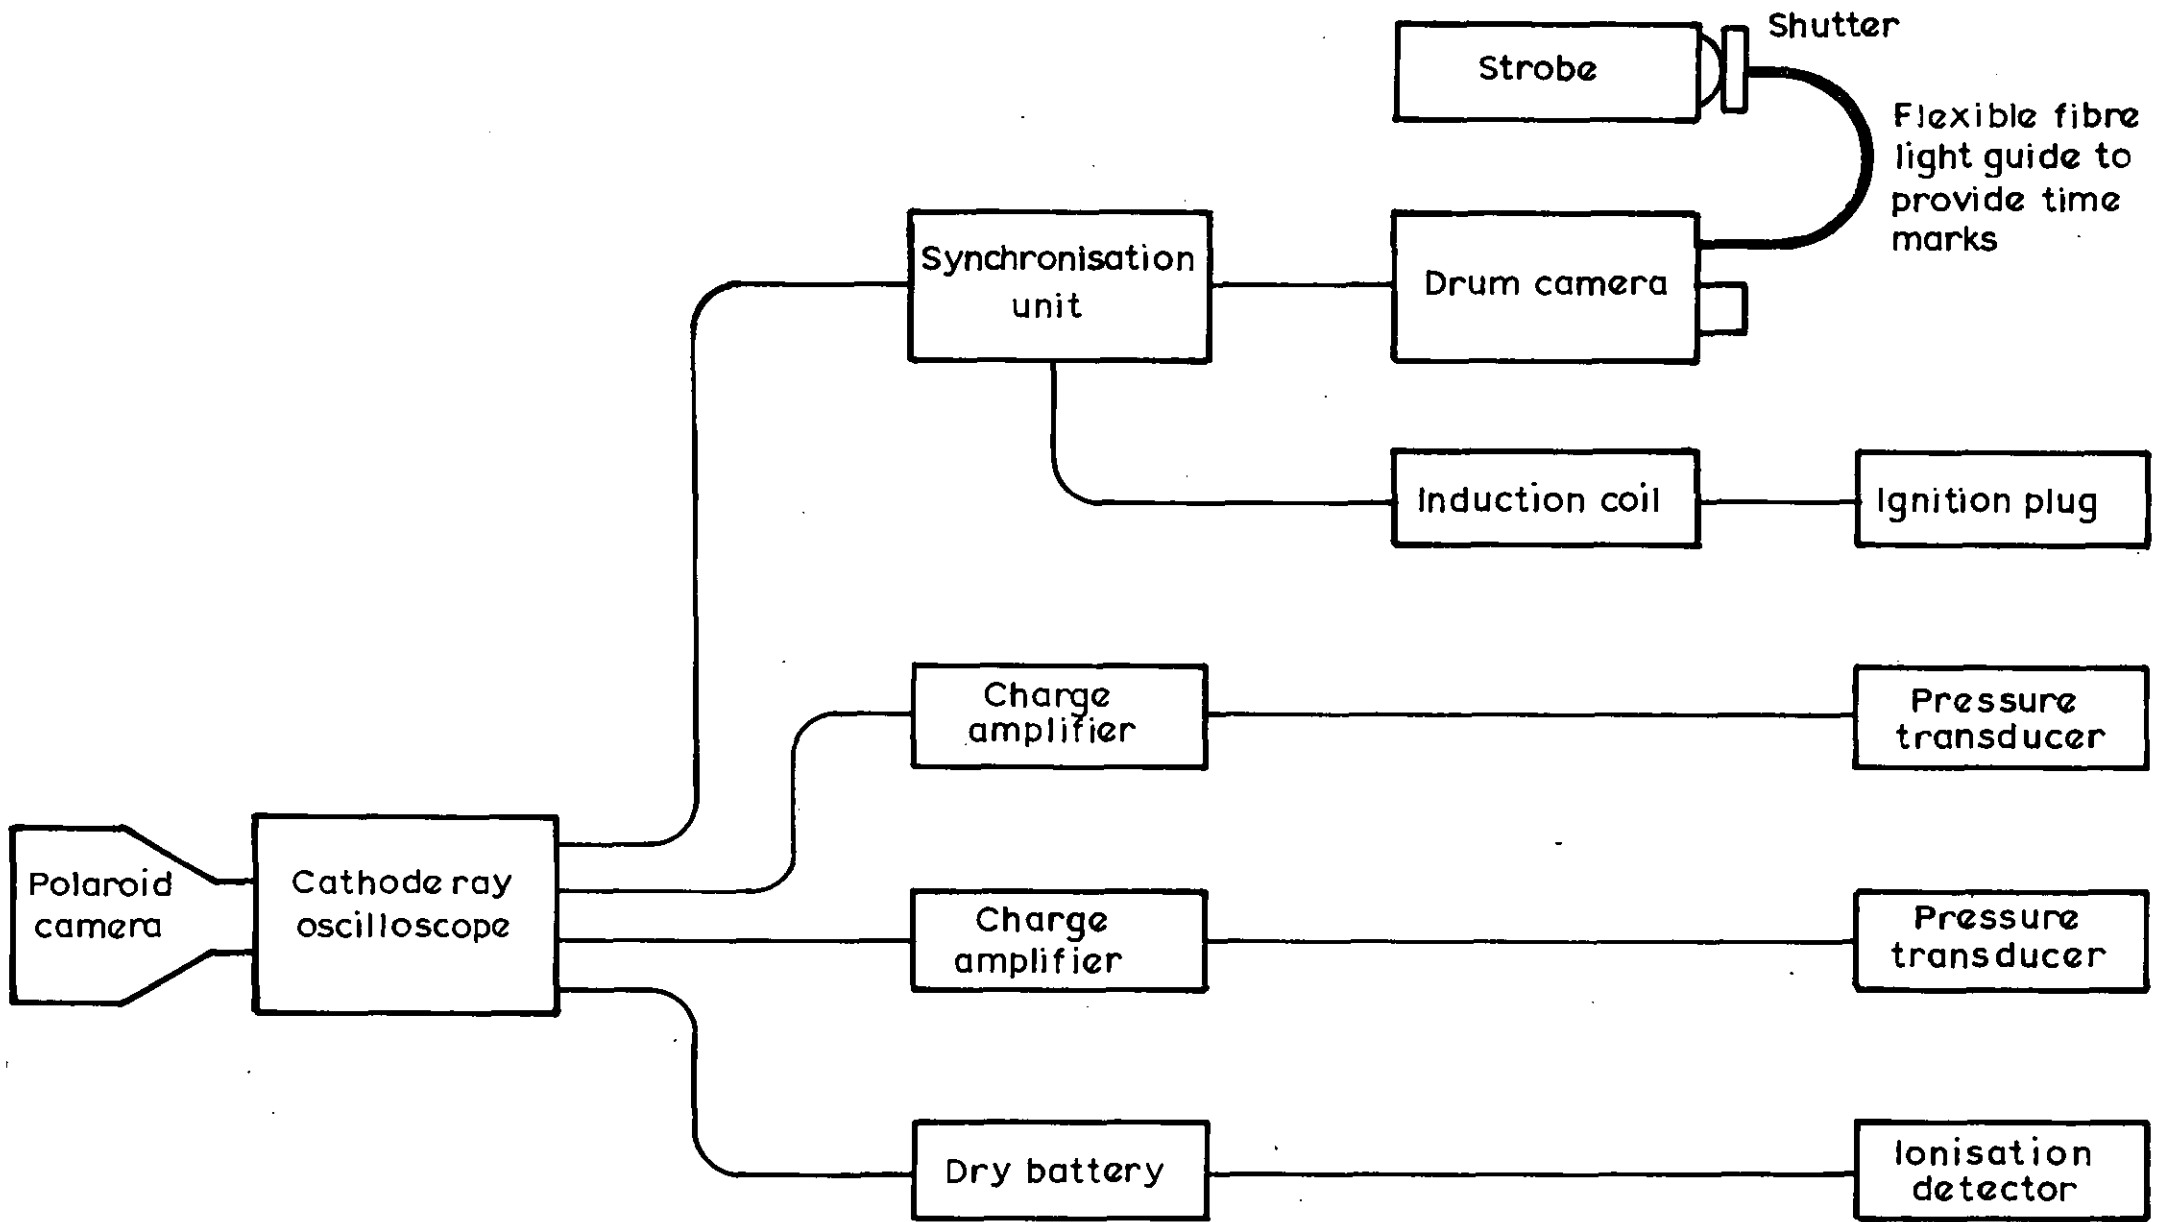 Shutter
Strobe
Flexible fibre
light guide to
provide time
marks
Synchronisation
unit
Drum camera
Induction coil
Ignition plug
Charge
amplifier
Pressure
transducer
Polaroid
camera
Cathode ray
oscilloscope
Charge
amplifier
Pressure
transducer
Dry battery
Ionisation
detector